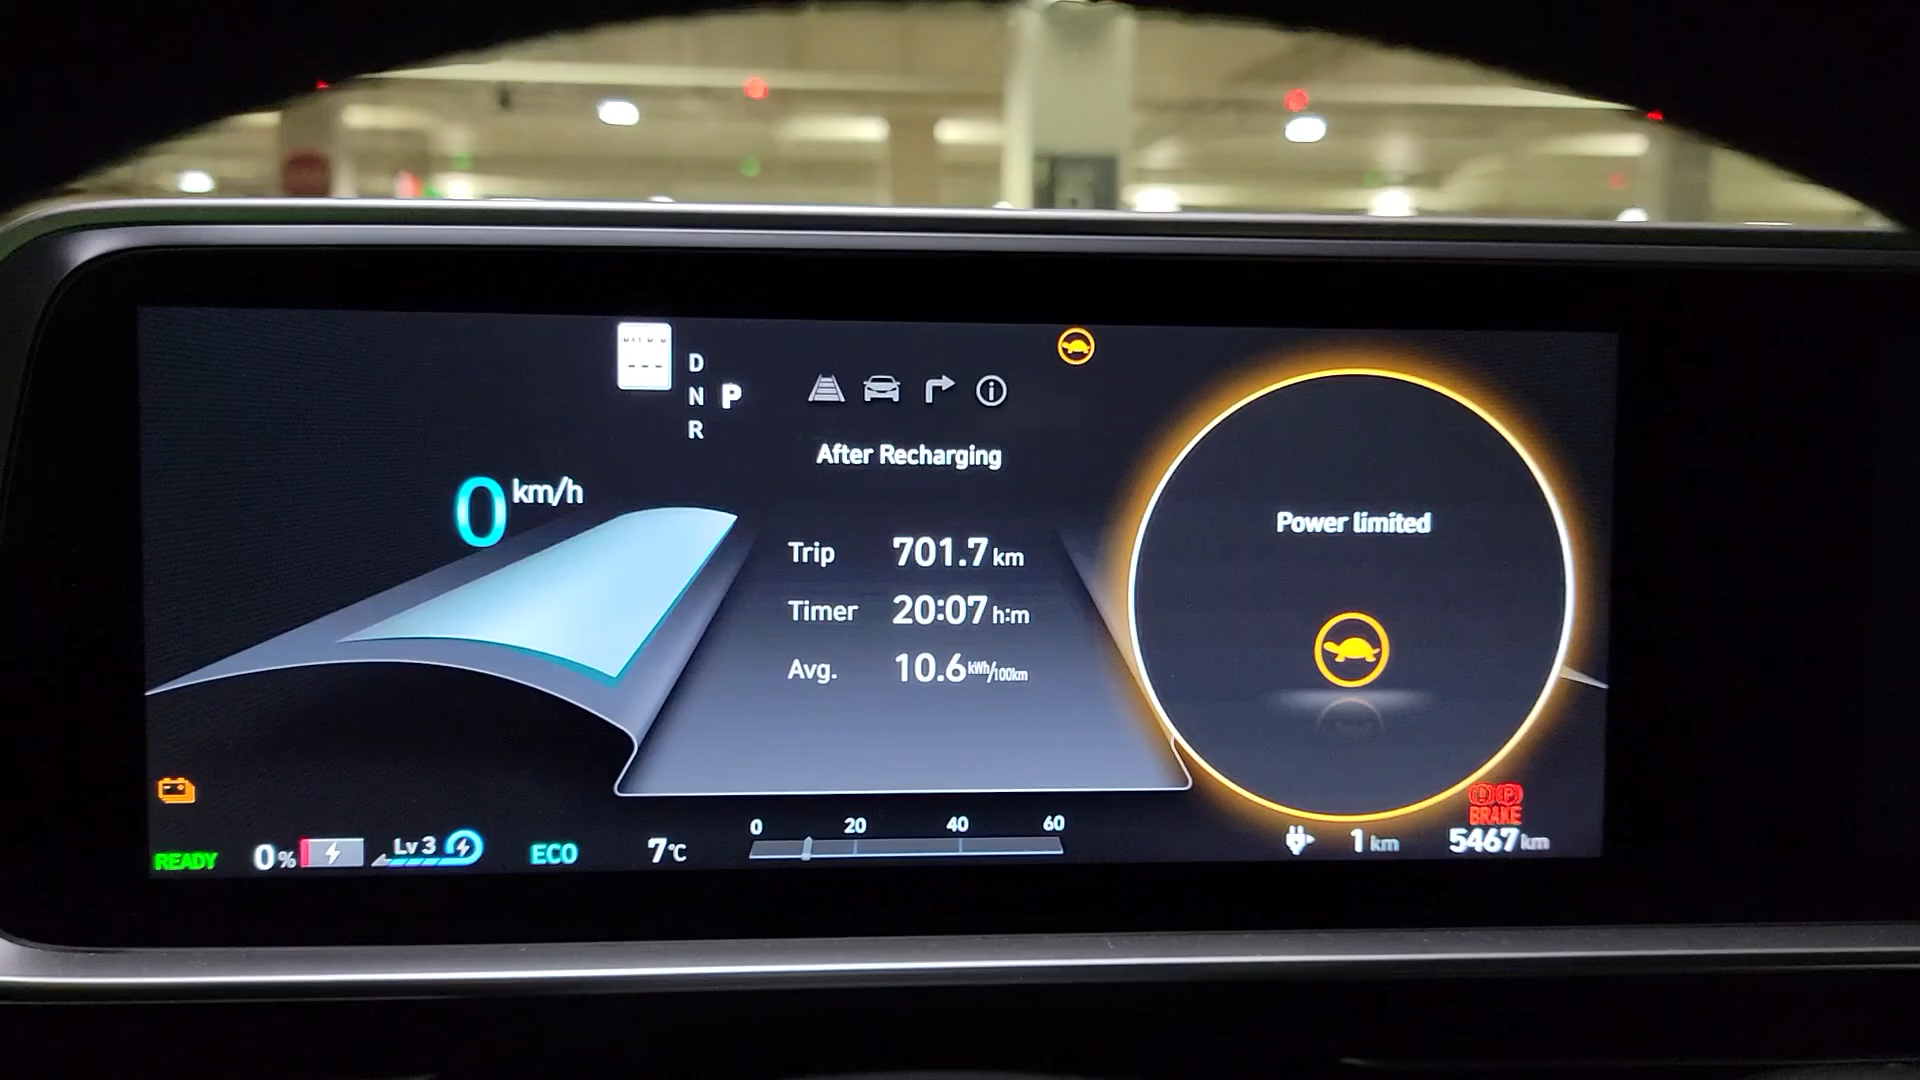 ---
D
N P
R
0 km/h
After Recharging
Trip 701.7 km
Timer 20:07 h:m
Avg. 10.6 kWh/100km
Power limited
BRAKE
READY 0% Lv 3 ECO 7°C
0 20 40 60
1 km 5467 km